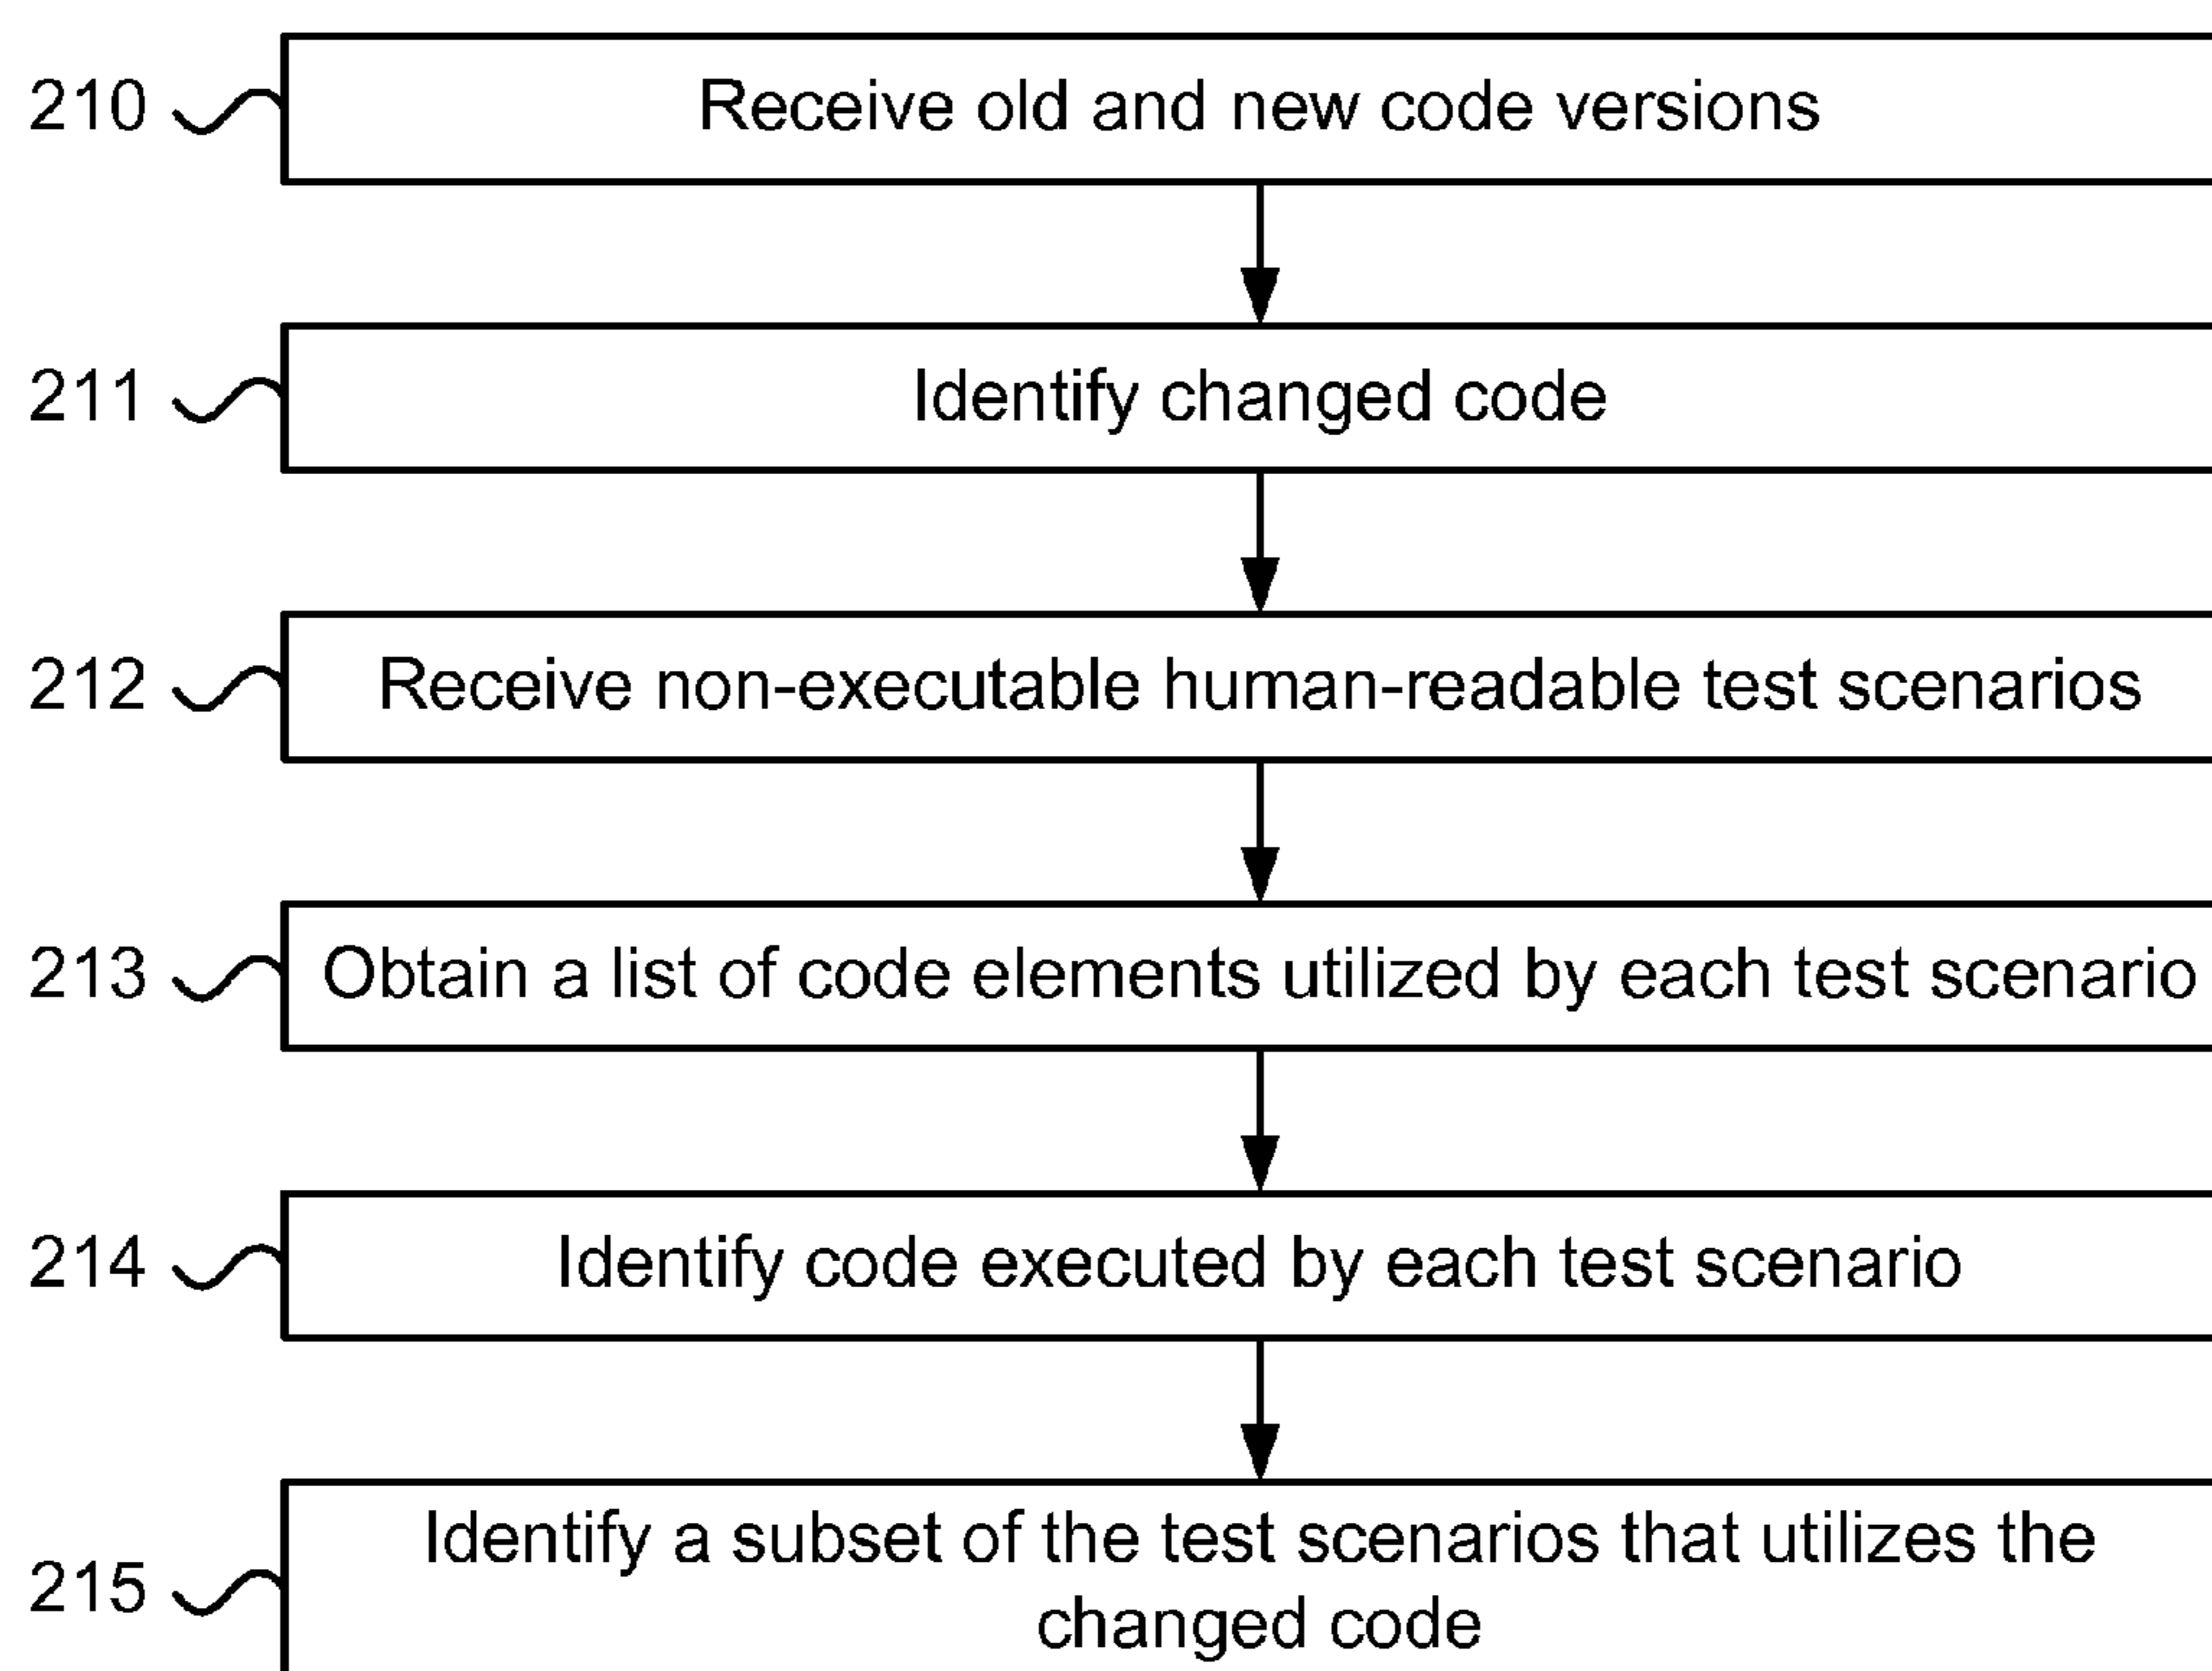 210 Receive old and new code versions
211 Identify changed code
212 Receive non-executable human-readable test scenarios
213 Obtain a list of code elements utilized by each test scenario
214 Identify code executed by each test scenario
215 Identify a subset of the test scenarios that utilizes the
changed code